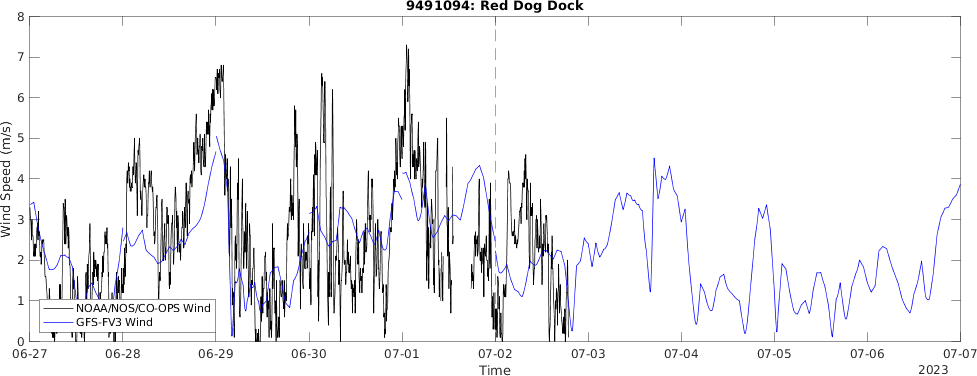 9491094: Red Dog Dock
8
7
6
5
4
3
2
1
0
Wind Speed (m/s)
NOAA/NOS/CO-OPS Wind
GFS-FV3 Wind
06-27 06-28 06-29 06-30 07-01 07-02 07-03 07-04 07-05 07-06 07-07
Time
2023